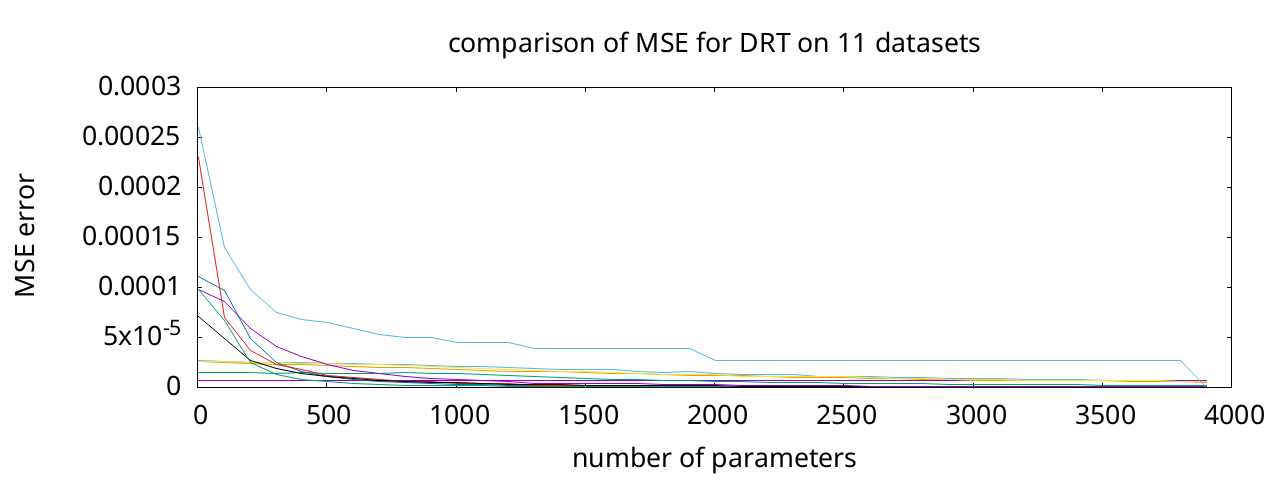 comparison of MSE for DRT on 11 datasets
0.0003
0.00025
0.0002
0.00015
0.0001
5x10⁻⁵
0
MSE error
0 500 1000 1500 2000 2500 3000 3500 4000
number of parameters